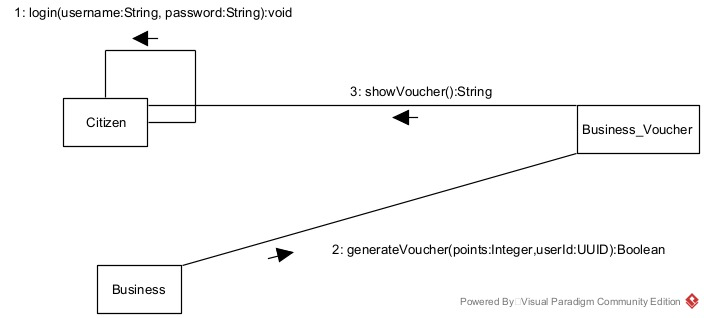 1: login(username:String, password:String):void
3: showVoucher():String
Citizen
Business_Voucher
2: generateVoucher(points:Integer,userId:UUID):Boolean
Business
Powered By Visual Paradigm Community Edition